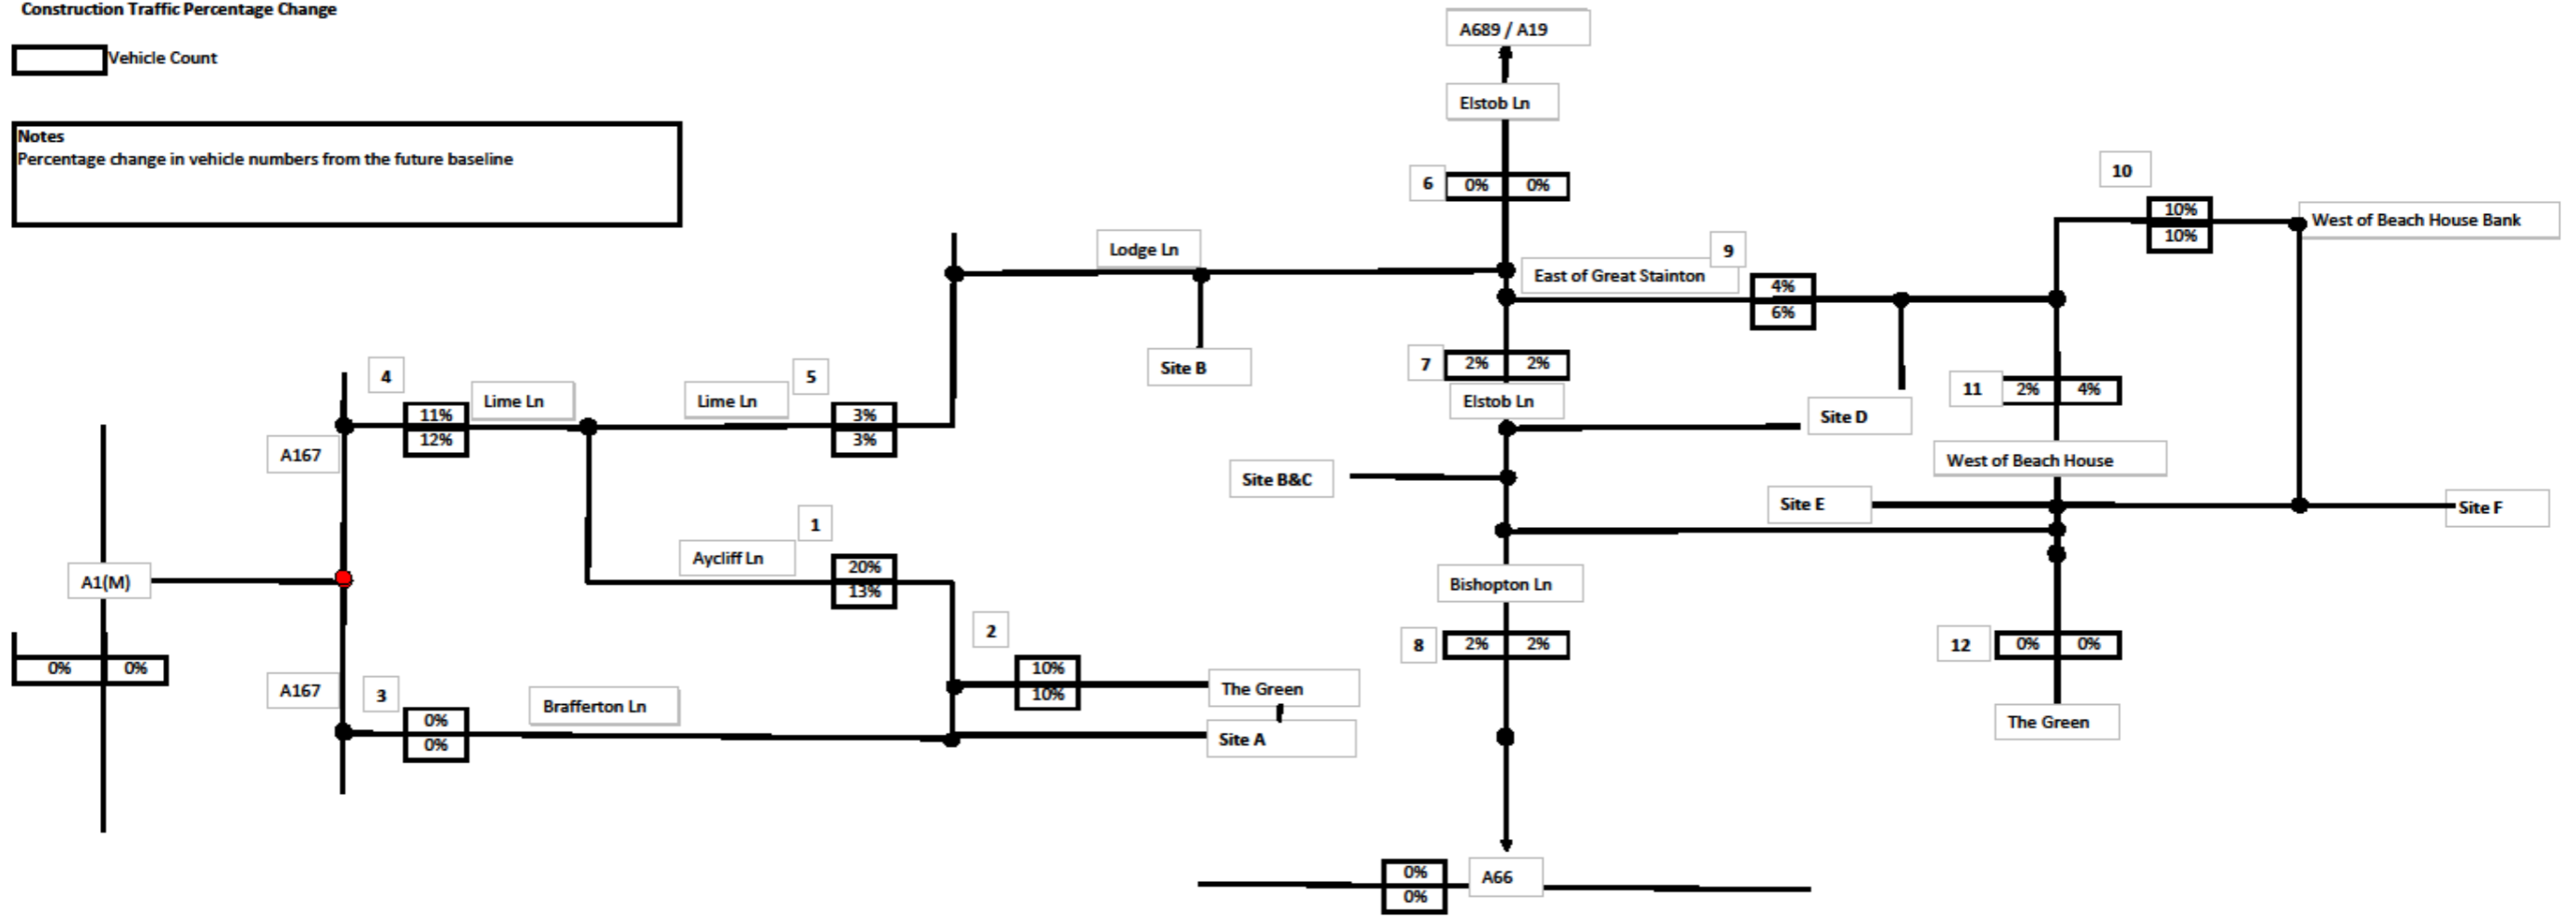 Construction Traffic Percentage Change
Vehicle Count
Notes
Percentage change in vehicle numbers from the future baseline
A689 / A19
Elstob Ln
6
0% 0%
10
10%
10%
West of Beach House Bank
Lodge Ln
9
East of Great Stainton
4%
6%
Site B
7
2% 2%
Elstob Ln
11
2% 4%
Site D
4
11%
12%
Lime Ln
Lime Ln
5
3%
3%
A167
West of Beach House
Site B&C
Site E
Site F
1
Aycliff Ln
20%
13%
A1(M)
Bishopton Ln
2
8
2% 2%
12
0% 0%
0% 0%
10%
10%
The Green
A167
3
0%
0%
Brafferton Ln
Site A
The Green
0%
0%
A66